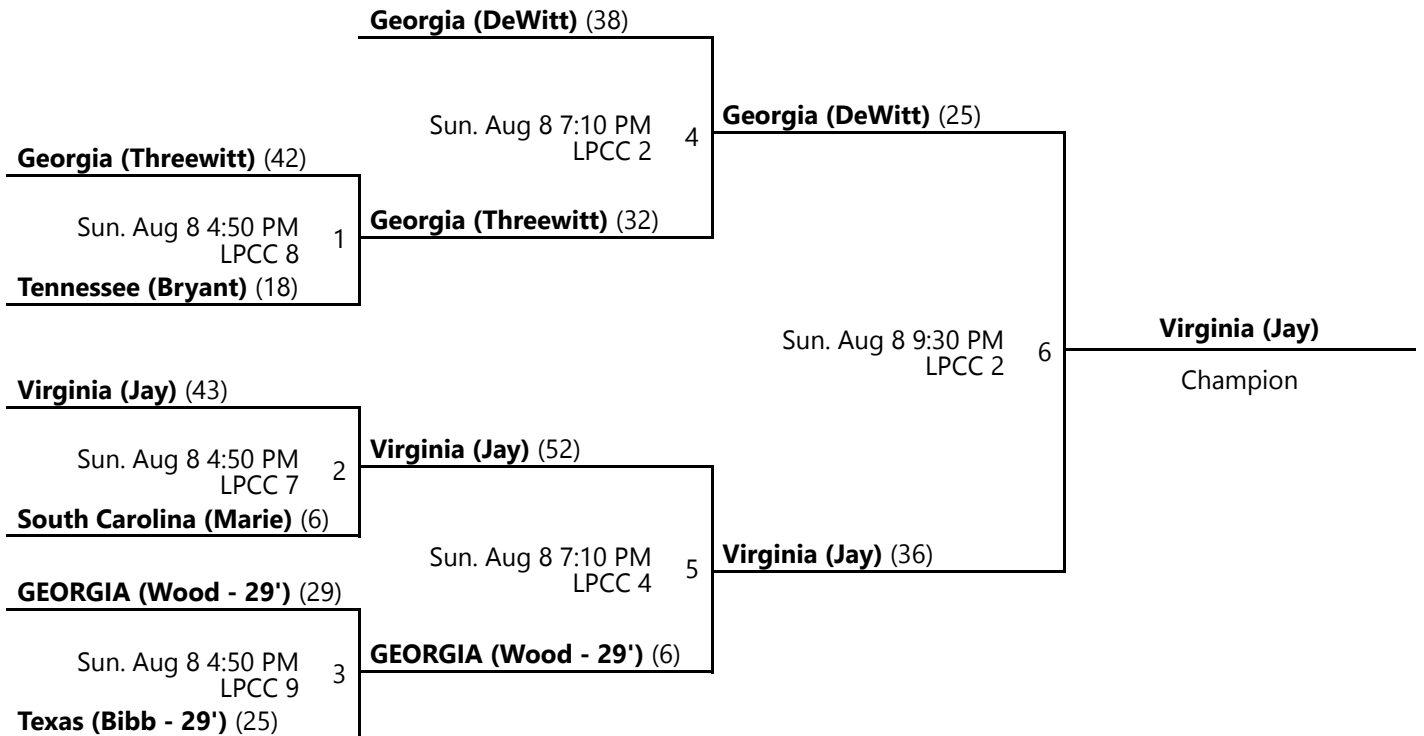 Georgia (DeWitt) (38)
Sun. Aug 8 7:10 PM
LPCC 2
4
Georgia (DeWitt) (25)
Georgia (Threewitt) (42)
Sun. Aug 8 4:50 PM
LPCC 8
1
Georgia (Threewitt) (32)
Tennessee (Bryant) (18)
Sun. Aug 8 9:30 PM
LPCC 2
6
Virginia (Jay)
Champion
Virginia (Jay) (43)
Sun. Aug 8 4:50 PM
LPCC 7
2
Virginia (Jay) (52)
South Carolina (Marie) (6)
Sun. Aug 8 7:10 PM
LPCC 4
5
Virginia (Jay) (36)
GEORGIA (Wood - 29') (29)
Sun. Aug 8 4:50 PM
LPCC 9
3
GEORGIA (Wood - 29') (6)
Texas (Bibb - 29') (25)